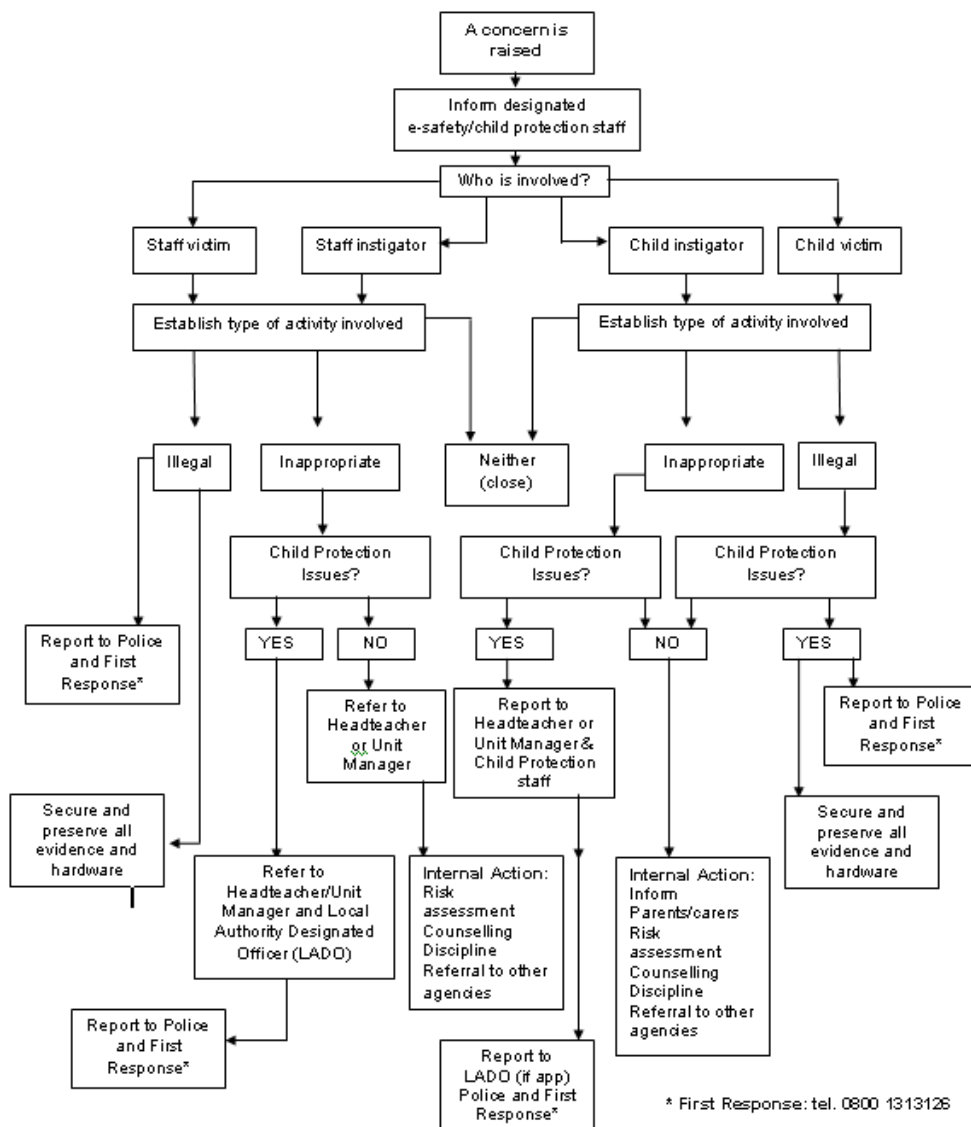 A concern is
raised
Inform designated
e-safety/child protection staff
Who is involved?
Staff victim
Staff instigator
Child instigator
Child victim
Establish type of activity involved
Establish type of activity involved
Illegal
Inappropriate
Neither
(close)
Inappropriate
Illegal
Child Protection
Issues?
Child Protection
Issues?
Child Protection
Issues?
YES
NO
YES
NO
YES
Report to Police
and First
Response*
Refer to
Headteacher
or Unit
Manager
Report to
Headteacher or
Unit Manager &
Child Protection
staff
Report to Police
and First
Response*
Secure and
preserve all
evidence and
hardware
Secure and
preserve all
evidence and
hardware
Refer to
Headteacher/Unit
Manager and Local
Authority Designated
Officer (LADO)
Internal Action:
Risk
assessment
Counselling
Discipline
Referral to other
agencies
Internal Action:
Inform
Parents/carers
Risk
assessment
Counselling
Discipline
Referral to other
agencies
Report to Police
and First
Response*
Report to
LADO (if app)
Police and First
Response*
* First Response: tel. 0800 1313126